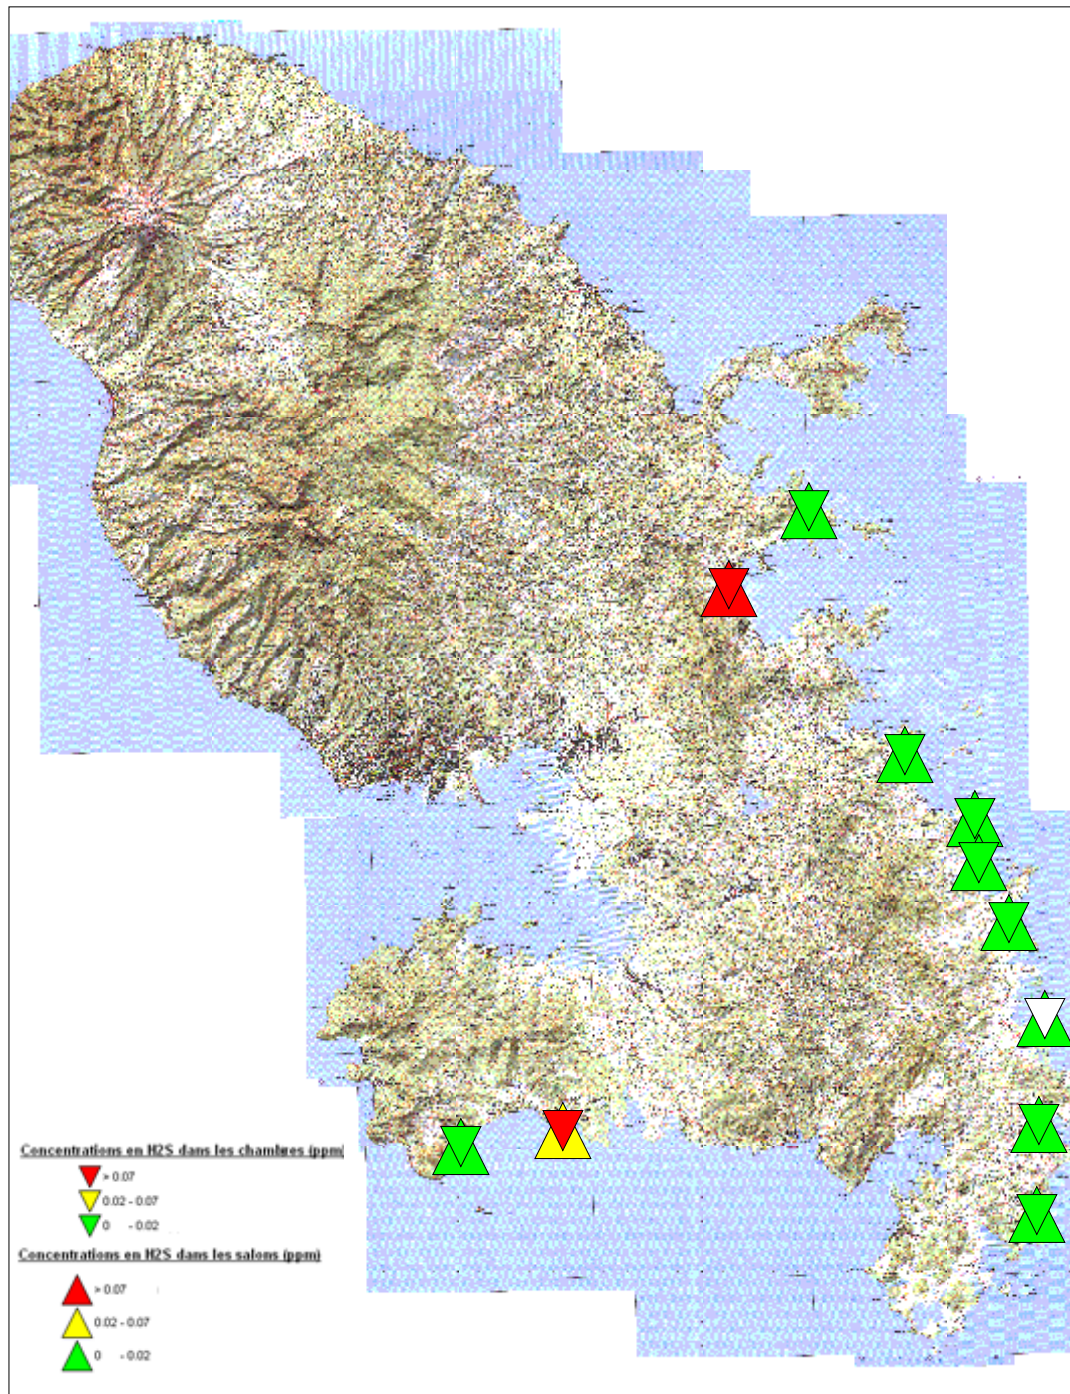 Concentrations en H2S dans les chambres (ppm)
> 0.07
0.02 - 0.07
0 - 0.02
Concentrations en H2S dans les salons (ppm)
> 0.07
0.02 - 0.07
0 - 0.02